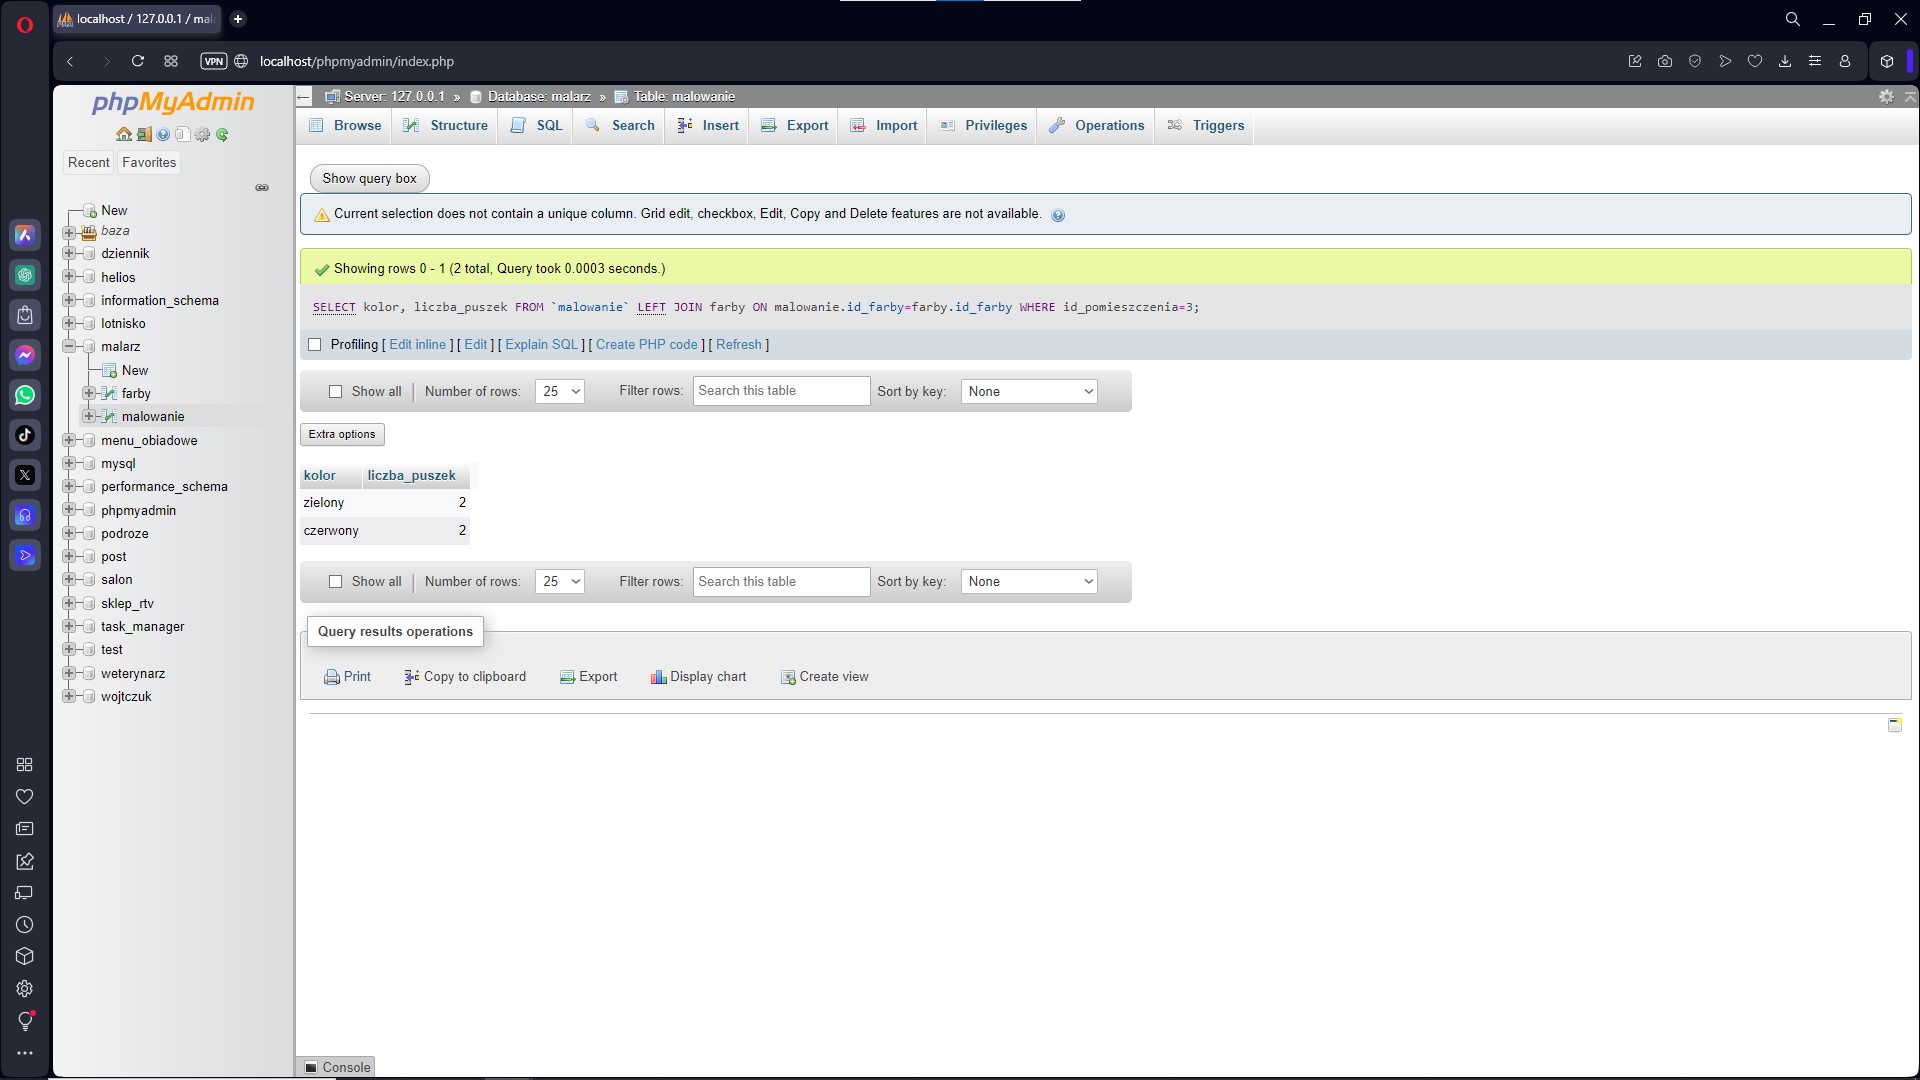 localhost / 127.0.0.1 / mal
VPN localhost/phpmyadmin/index.php
phpMyAdmin
Recent Favorites
New
baza
dziennik
helios
information_schema
lotnisko
malarz
New
farby
malowanie
menu_obiadowe
mysql
performance_schema
phpmyadmin
podroze
post
salon
sklep_rtv
task_manager
test
weterynarz
wojtczuk
Server: 127.0.0.1 » Database: malarz » Table: malowanie
Browse Structure SQL Search Insert Export Import Privileges Operations Triggers
Show query box
Current selection does not contain a unique column. Grid edit, checkbox, Edit, Copy and Delete features are not available.
Showing rows 0 - 1 (2 total, Query took 0.0003 seconds.)
SELECT kolor, liczba_puszek FROM `malowanie` LEFT JOIN farby ON malowanie.id_farby=farby.id_farby WHERE id_pomieszczenia=3;
Profiling [ Edit inline ] [ Edit ] [ Explain SQL ] [ Create PHP code ] [ Refresh ]
Show all Number of rows: 25 Filter rows: Search this table Sort by key: None
Extra options
kolor liczba_puszek
zielony 2
czerwony 2
Show all Number of rows: 25 Filter rows: Search this table Sort by key: None
Query results operations
Print Copy to clipboard Export Display chart Create view
Console